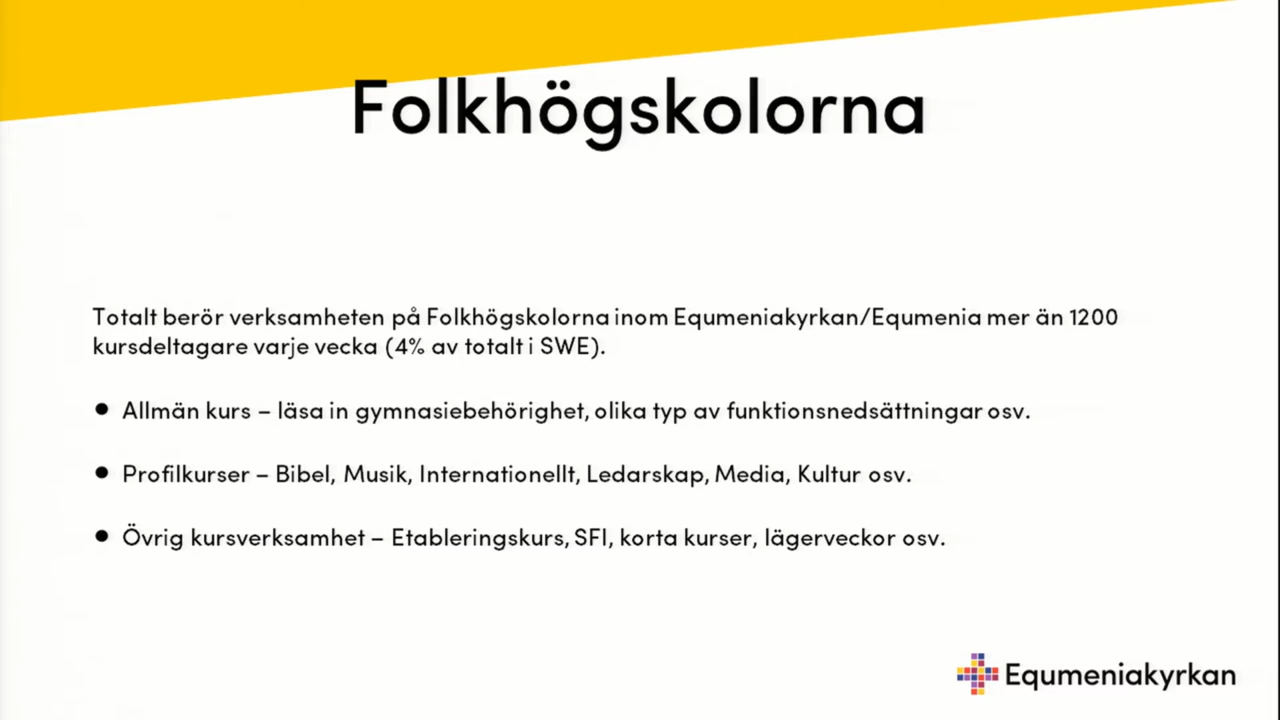 Folkhögskolorna
Totalt berör verksamheten på Folkhögskolorna inom Equmeniakyrkan/Equmenia mer än 1200
kursdeltagare varje vecka (4% av totalt i SWE).
● Allmän kurs – läsa in gymnasiebehörighet, olika typ av funktionsnedsättningar osv.
● Profilkurser – Bibel, Musik, Internationellt, Ledarskap, Media, Kultur osv.
● Övrig kursverksamhet – Etableringskurs, SFI, korta kurser, lägerveckor osv.
Equmeniakyrkan